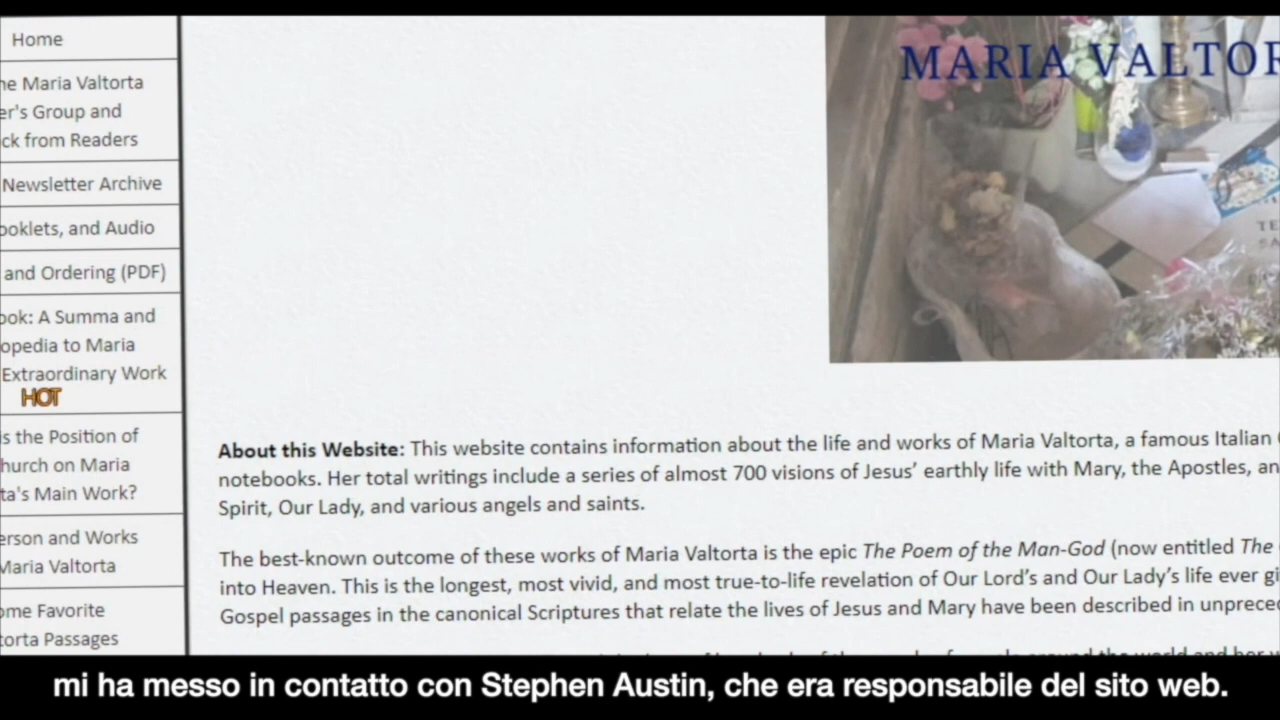 Home
ne Maria Valtorta
er's Group and
ck from Readers
Newsletter Archive
ooklets, and Audio
and Ordering (PDF)
ook: A Summa and
opedia to Maria
Extraordinary Work
HOT
is the Position of
hurch on Maria
ta's Main Work?
erson and Works
Maria Valtorta
ome Favorite
torta Passages
MARIA VALTOR
About this Website: This website contains information about the life and works of Maria Valtorta, a famous Italian
notebooks. Her total writings include a series of almost 700 visions of Jesus' earthly life with Mary, the Apostles, an
Spirit, Our Lady, and various angels and saints.
The best-known outcome of these works of Maria Valtorta is the epic The Poem of the Man-God (now entitled The
into Heaven. This is the longest, most vivid, and most true-to-life revelation of Our Lord's and Our Lady's life ever gi
Gospel passages in the canonical Scriptures that relate the lives of Jesus and Mary have been described in unprece
mi ha messo in contatto con Stephen Austin, che era responsabile del sito web.